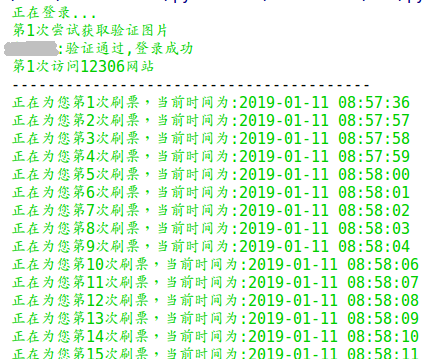 正在登录...
第1次尝试获取验证图片
:验证通过,登录成功
第1次访问12306网站
---------------------------------------
正在为您第1次刷票，当前时间为:2019-01-11 08:57:36
正在为您第2次刷票，当前时间为:2019-01-11 08:57:57
正在为您第3次刷票，当前时间为:2019-01-11 08:57:58
正在为您第4次刷票，当前时间为:2019-01-11 08:57:59
正在为您第5次刷票，当前时间为:2019-01-11 08:58:00
正在为您第6次刷票，当前时间为:2019-01-11 08:58:01
正在为您第7次刷票，当前时间为:2019-01-11 08:58:02
正在为您第8次刷票，当前时间为:2019-01-11 08:58:03
正在为您第9次刷票，当前时间为:2019-01-11 08:58:04
正在为您第10次刷票，当前时间为:2019-01-11 08:58:06
正在为您第11次刷票，当前时间为:2019-01-11 08:58:07
正在为您第12次刷票，当前时间为:2019-01-11 08:58:08
正在为您第13次刷票，当前时间为:2019-01-11 08:58:09
正在为您第14次刷票，当前时间为:2019-01-11 08:58:10
正在为您第15次刷票，当前时间为:2019-01-11 08:58:11